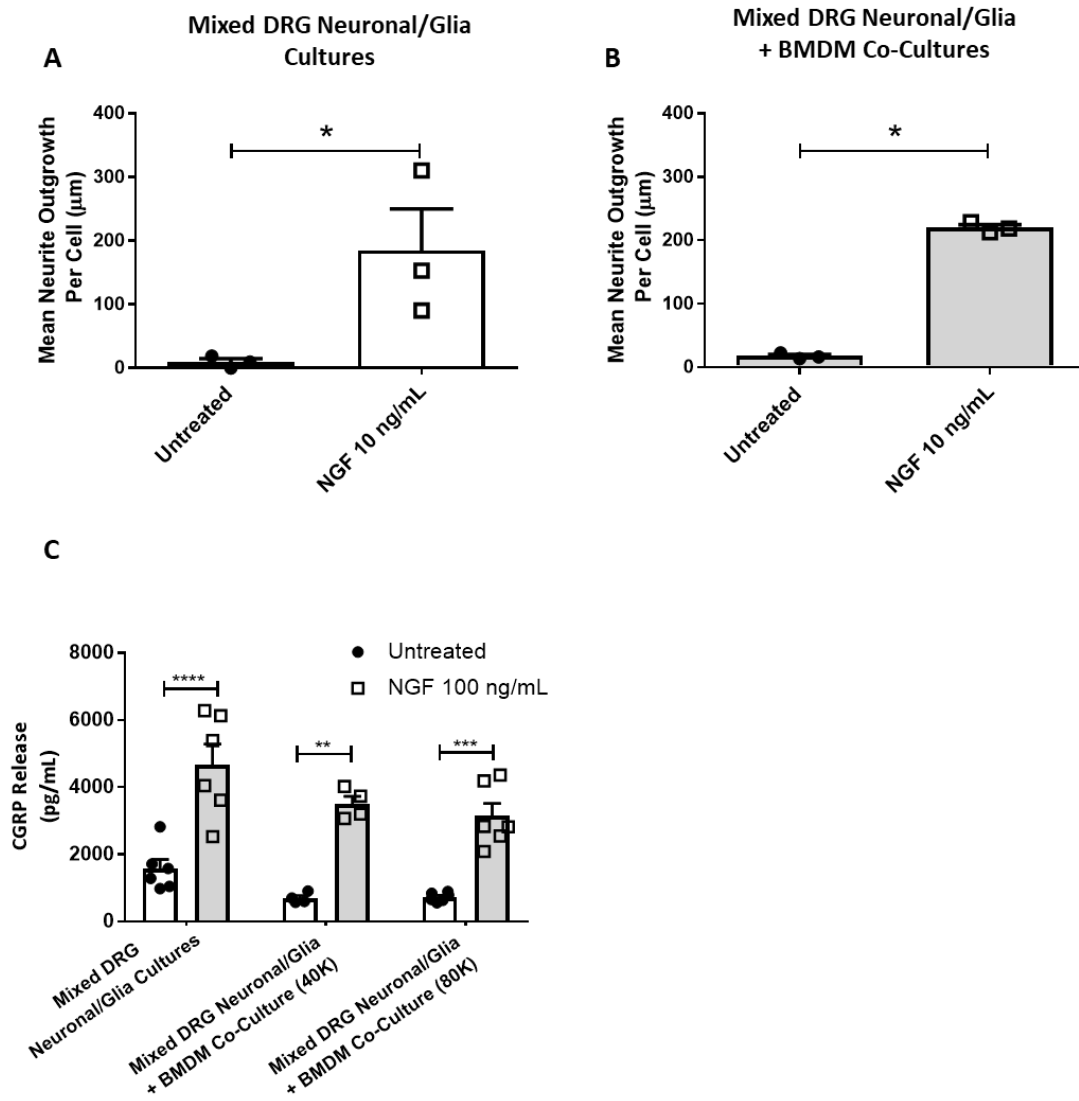 Mixed DRG Neuronal/Glia
Cultures
A
400
300
200
100
0
Mean Neurite Outgrowth
Per Cell (µm)
*
Untreated
NGF 10 ng/mL
Mixed DRG Neuronal/Glia
+ BMDM Co-Cultures
B
400
300
200
100
0
Mean Neurite Outgrowth
Per Cell (µm)
*
Untreated
NGF 10 ng/mL
C
8000
6000
4000
2000
0
CGRP Release
(pg/mL)
Untreated
NGF 100 ng/mL
****
**
***
Mixed DRG
Neuronal/Glia Cultures
Mixed DRG Neuronal/Glia
+ BMDM Co-Culture (40K)
Mixed DRG Neuronal/Glia
+ BMDM Co-Culture (80K)